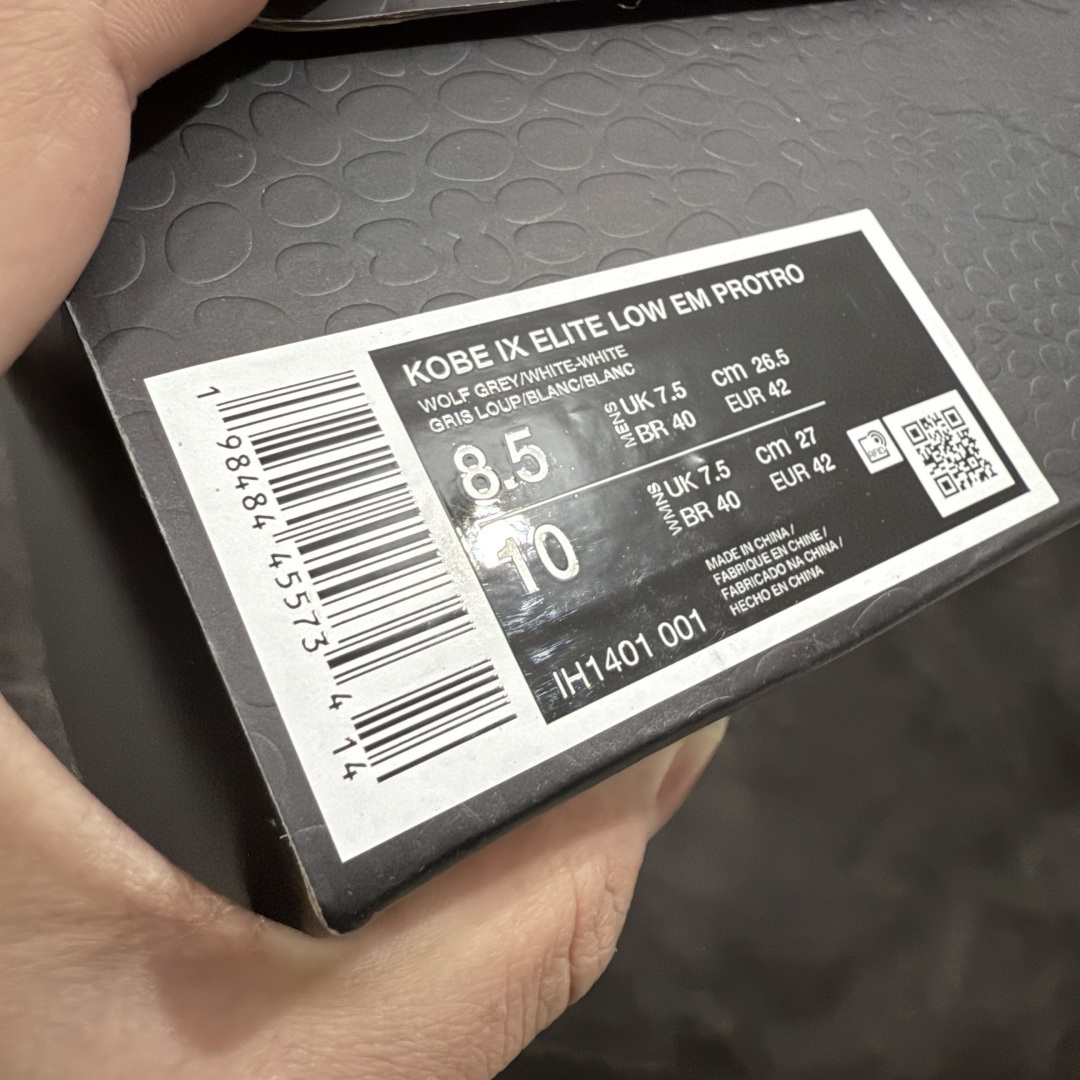 KOBE IX ELITE LOW EM PROTRO
WOLF GREY/WHITE-WHITE
GRIS LOUP/BLANC/BLANC
8.5
MENS
UK 7.5 cm 26.5
BR 40 EUR 42
10
WMNS
UK 7.5 cm 27
BR 40 EUR 42
MADE IN CHINA /
FABRIQUE EN CHINE /
FABRICADO NA CHINA /
HECHO EN CHINA
IH1401 001
RFID
1 98484 45573 4 14